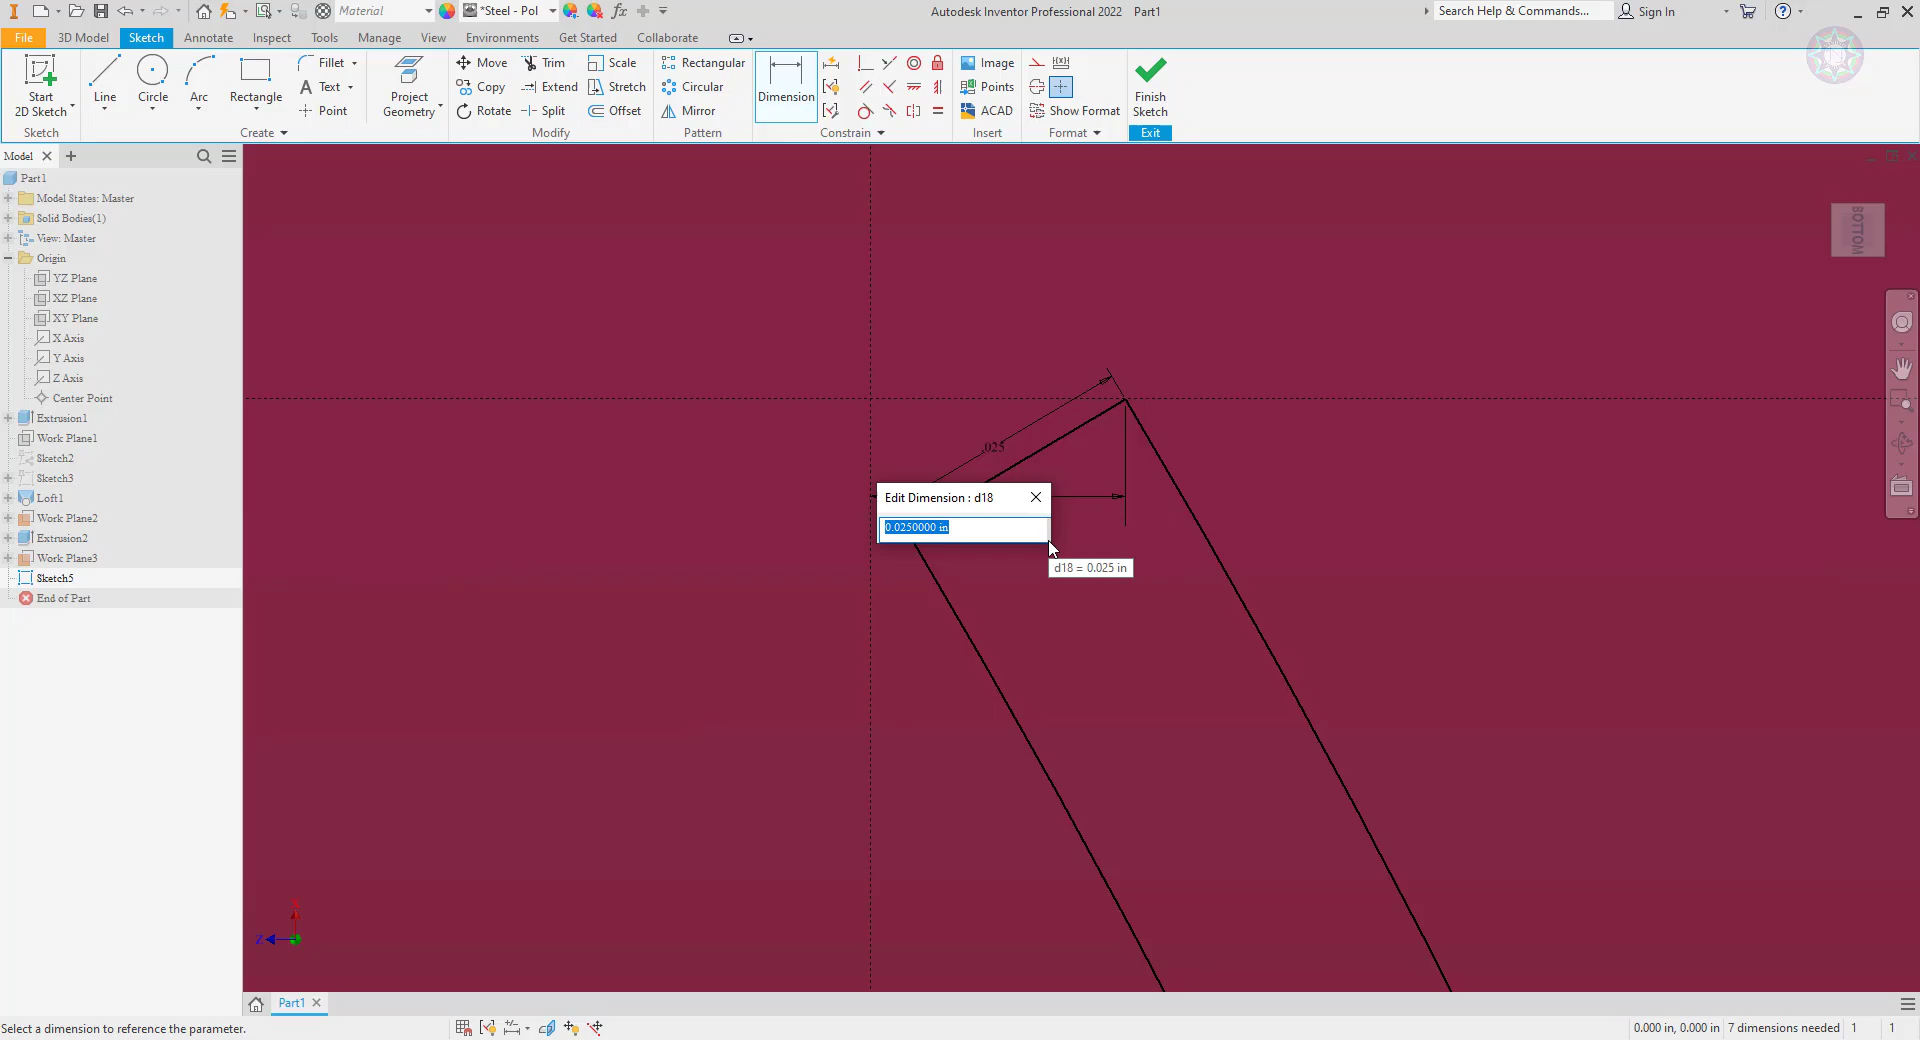 Material
*Steel - Pol
Autodesk Inventor Professional 2022 Part1
Search Help & Commands...
Sign In
File
3D Model
Sketch
Annotate
Inspect
Tools
Manage
View
Environments
Get Started
Collaborate
Start
2D Sketch
Line
Circle
Arc
Rectangle
Fillet
Text
Point
Project
Geometry
Move
Copy
Rotate
Trim
Extend
Split
Scale
Stretch
Offset
Rectangular
Circular
Mirror
Dimension
Image
Points
ACAD
Show Format
Finish
Sketch
Sketch
Create
Modify
Pattern
Constrain
Insert
Format
Exit
Model
Part1
Model States: Master
Solid Bodies(1)
View: Master
Origin
YZ Plane
XZ Plane
XY Plane
X Axis
Y Axis
Z Axis
Center Point
Extrusion1
Work Plane1
Sketch2
Sketch3
Loft1
Work Plane2
Extrusion2
Work Plane3
Sketch5
End of Part
BOTTOM
.025
Edit Dimension : d18
0.0250000 in
d18 = 0.025 in
X
Z
Part1
Select a dimension to reference the parameter.
0.000 in, 0.000 in
7 dimensions needed
1
1